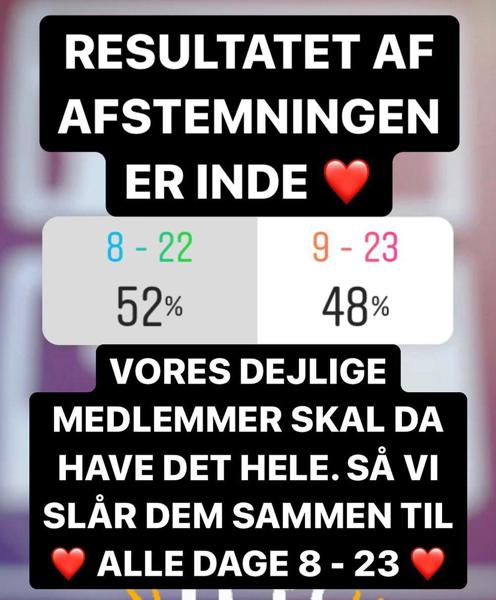 RESULTATET AF
AFSTEMNINGEN
ER INDE ❤️
8 - 22 9 - 23
52% 48%
VORES DEJLIGE
MEDLEMMER SKAL DA
HAVE DET HELE. SÅ VI
SLÅR DEM SAMMEN TIL
❤️ ALLE DAGE 8 - 23 ❤️